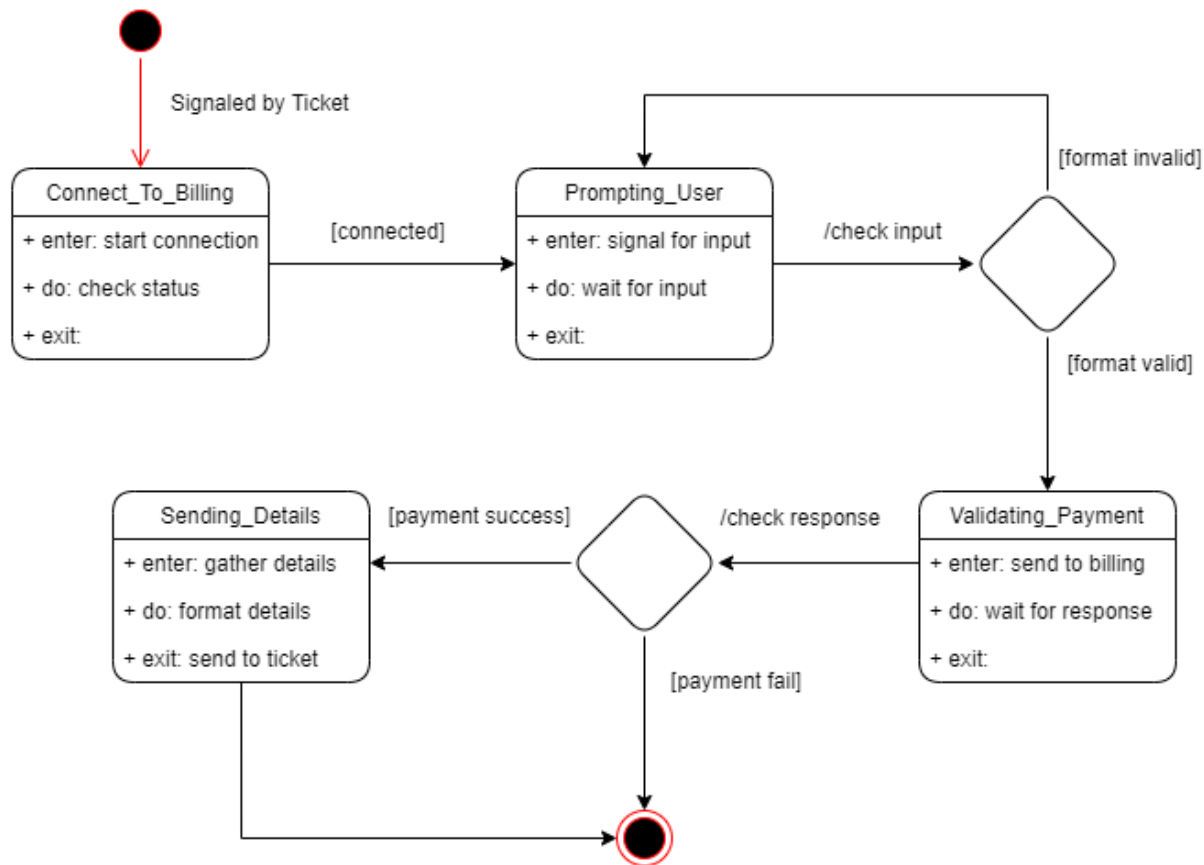 Signaled by Ticket
[format invalid]
Connect_To_Billing
+ enter: start connection
+ do: check status
+ exit:
[connected]
Prompting_User
+ enter: signal for input
+ do: wait for input
+ exit:
/check input
[format valid]
Sending_Details
+ enter: gather details
+ do: format details
+ exit: send to ticket
[payment success]
/check response
Validating_Payment
+ enter: send to billing
+ do: wait for response
+ exit:
[payment fail]